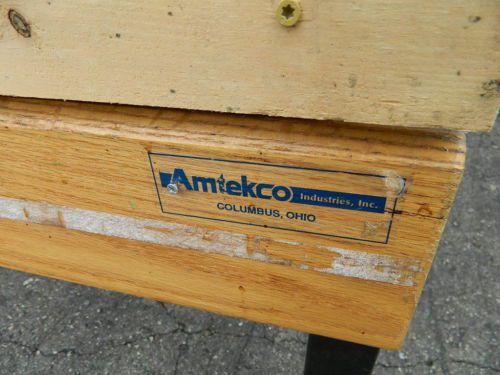 Amtekco Industries, Inc.
COLUMBUS, OHIO